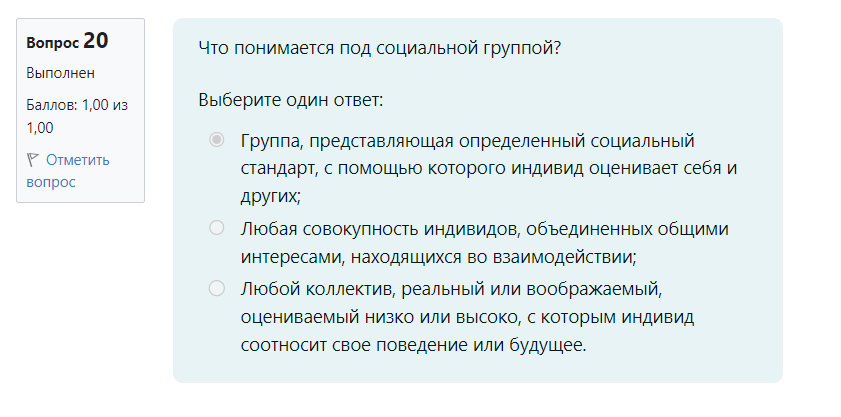 Вопрос 20
Выполнен
Баллов: 1,00 из
1,00
Отметить
вопрос
Что понимается под социальной группой?
Выберите один ответ:
Группа, представляющая определенный социальный
стандарт, с помощью которого индивид оценивает себя и
других;
Любая совокупность индивидов, объединенных общими
интересами, находящихся во взаимодействии;
Любой коллектив, реальный или воображаемый,
оцениваемый низко или высоко, с которым индивид
соотносит свое поведение или будущее.